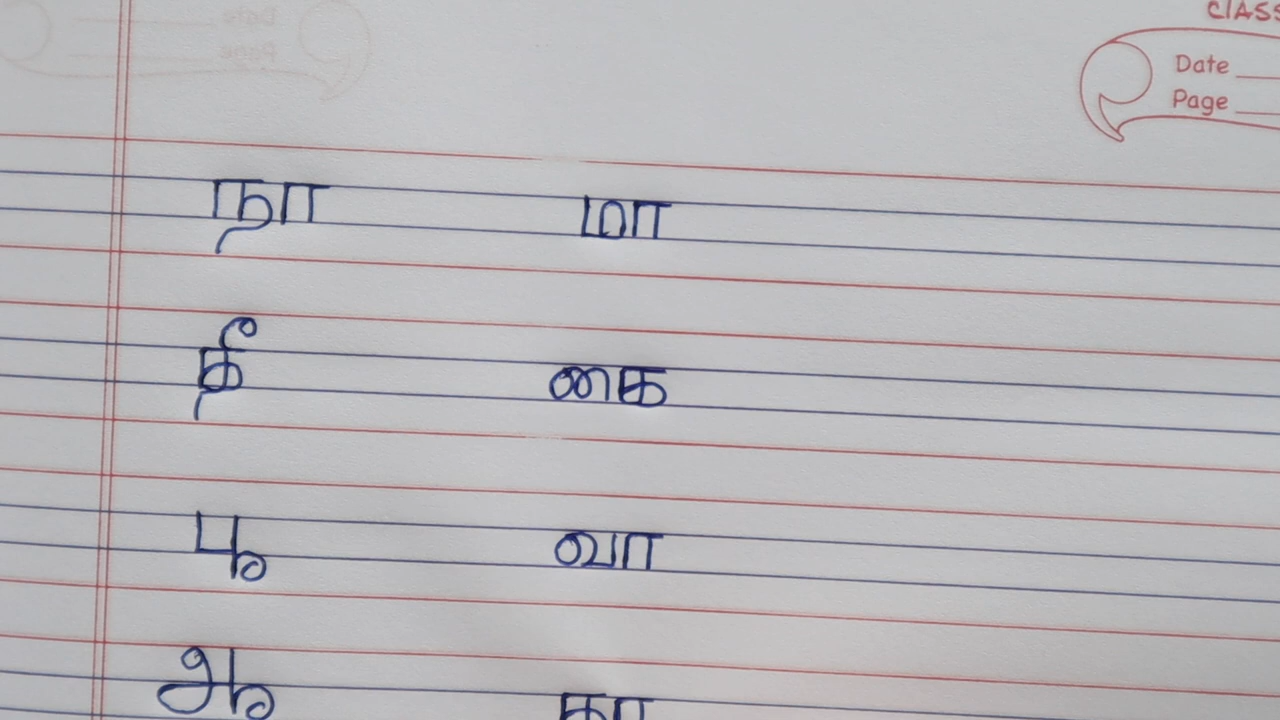 Date
Page
நா மா
தீ கை
பூ வா
ஆ